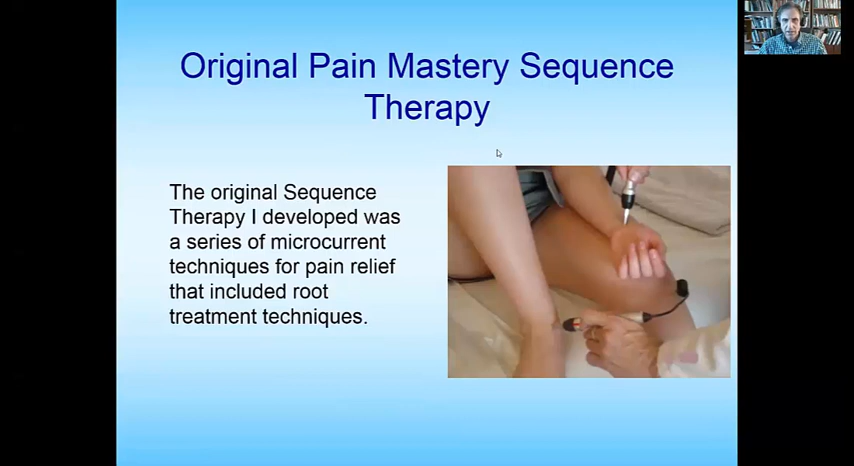 Original Pain Mastery Sequence
Therapy
The original Sequence
Therapy I developed was
a series of microcurrent
techniques for pain relief
that included root
treatment techniques.